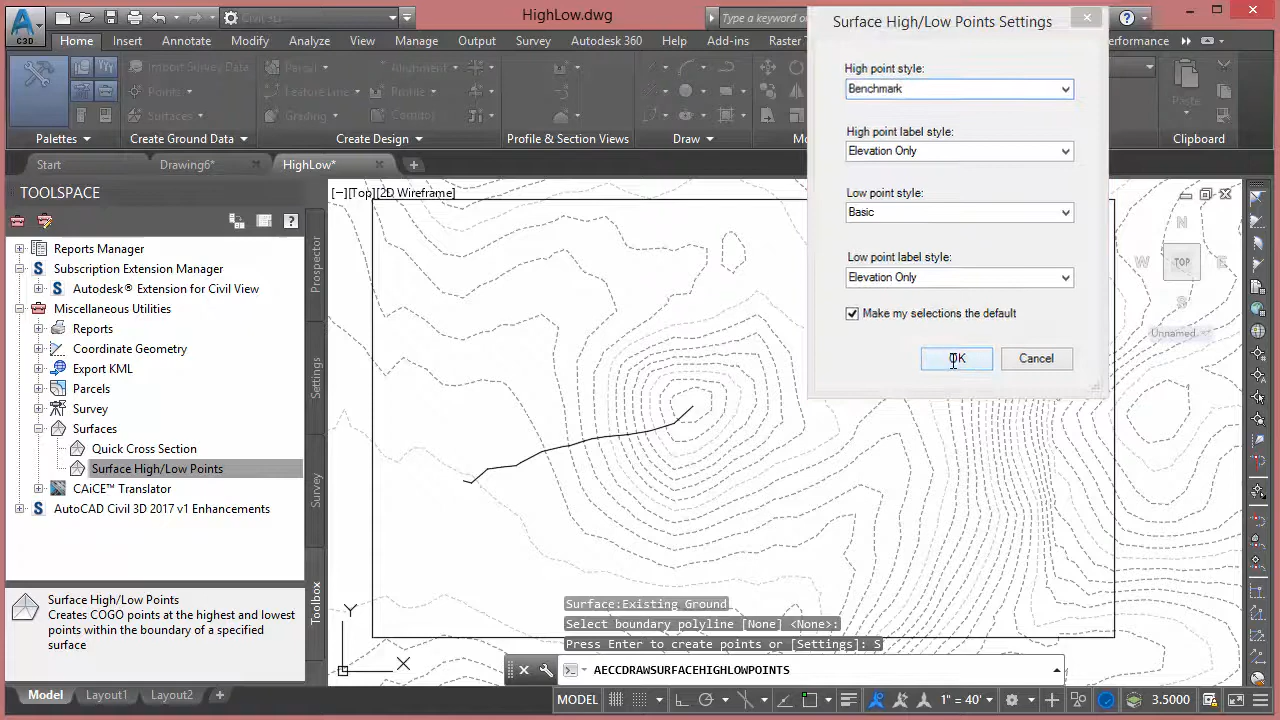 HighLow.dwg
Civil 3D
Type a keyword or
C3D
Home
Insert
Annotate
Modify
Analyze
View
Manage
Output
Survey
Autodesk 360
Help
Add-ins
Raster T
erformance
Import Survey Data
Points
Surfaces
Parcel
Feature Line
Grading
Alignment
Paste
Palettes
Create Ground Data
Create Design
Profile & Section Views
Draw
Mo
Clipboard
Start
Drawing6*
HighLow*
Surface High/Low Points Settings
High point style:
Benchmark
High point label style:
Elevation Only
Low point style:
Basic
Low point label style:
Elevation Only
Make my selections the default
OK
Cancel
TOOLSPACE
Reports Manager
Subscription Extension Manager
Autodesk® Extension for Civil View
Miscellaneous Utilities
Reports
Coordinate Geometry
Export KML
Parcels
Survey
Surfaces
Quick Cross Section
Surface High/Low Points
CAiCE™ Translator
AutoCAD Civil 3D 2017 v1 Enhancements
Prospector
Settings
Survey
Toolbox
Surface High/Low Points
Creates COGO points at the highest and lowest
points within the boundary of a specified
surface
[−][Top][2D Wireframe]
N
W
TOP
E
S
Unnamed
Y
X
Surface:Existing Ground
Select boundary polyline [None] <None>:
Press Enter to create points or [Settings]: S
AECCDRAWSURFACEHIGHLOWPOINTS
Model
Layout1
Layout2
+
MODEL
1" = 40'
3.5000